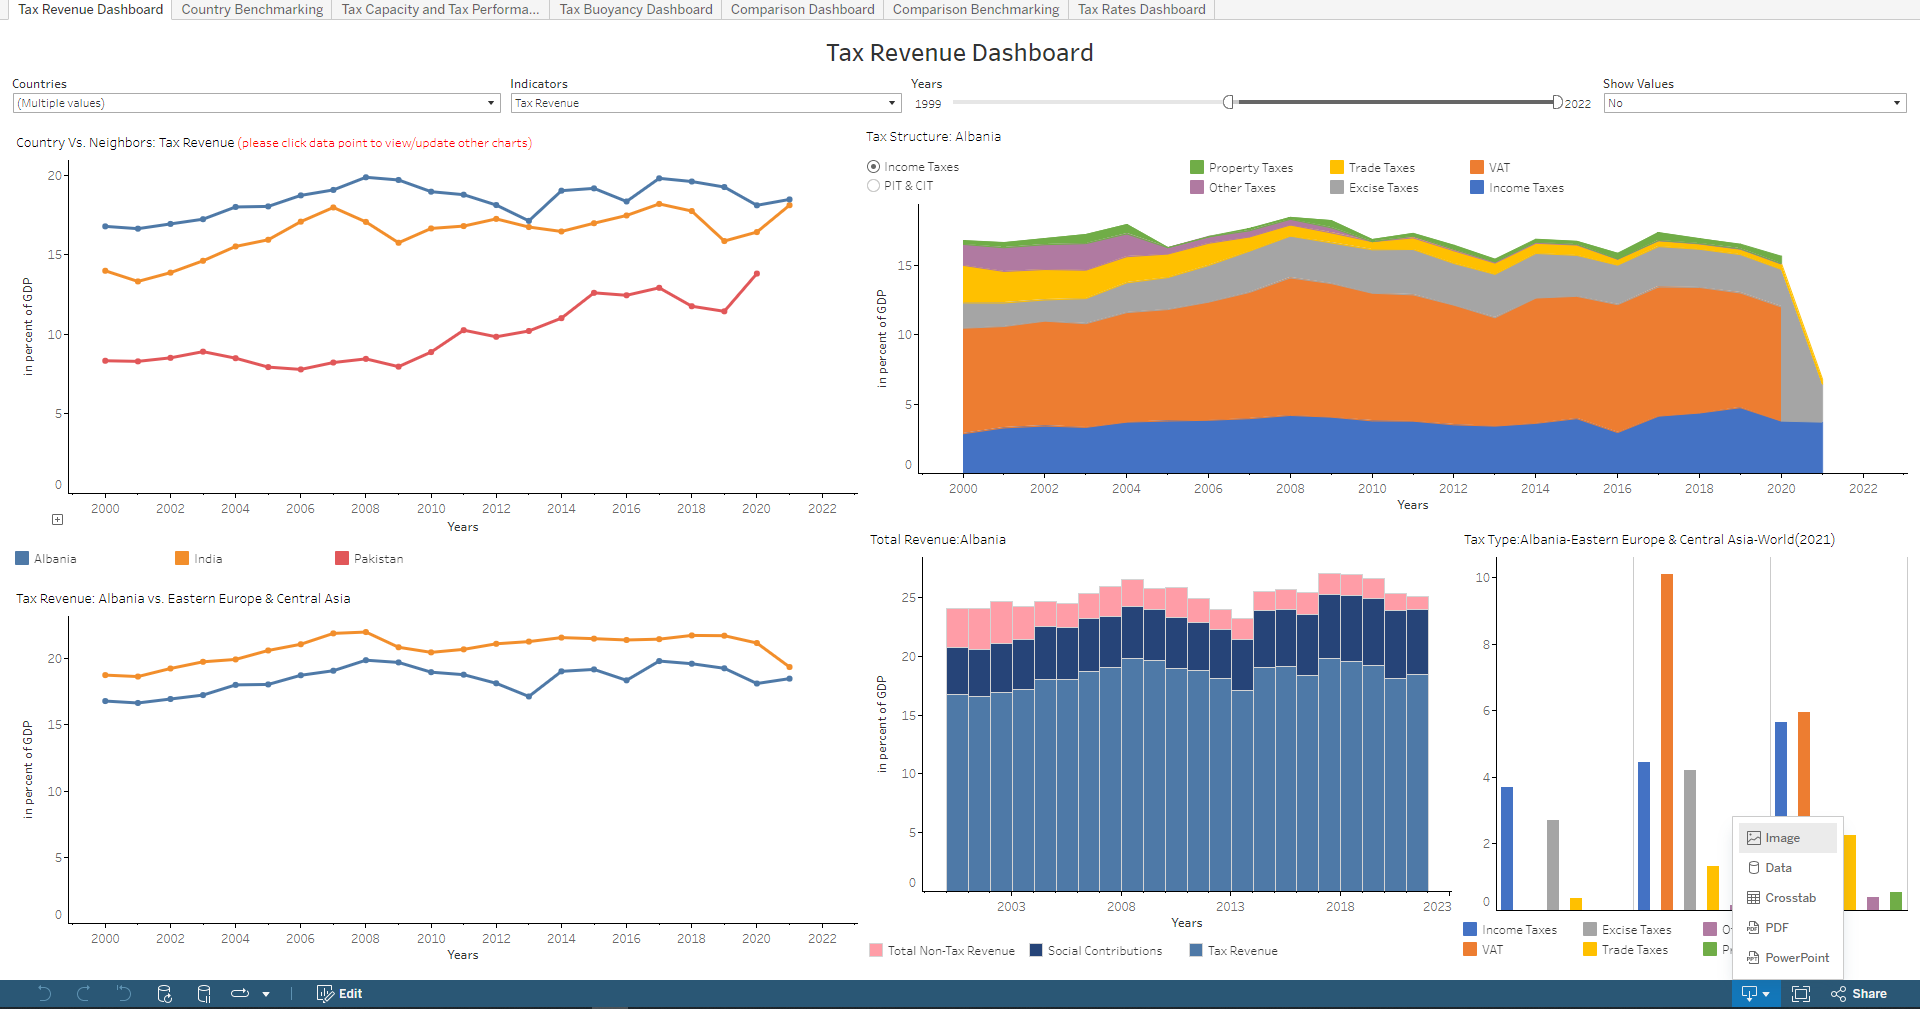 Tax Revenue Dashboard
Country Benchmarking
Tax Capacity and Tax Performa...
Tax Buoyancy Dashboard
Comparison Dashboard
Comparison Benchmarking
Tax Rates Dashboard
Tax Revenue Dashboard
Countries
(Multiple values)
Indicators
Tax Revenue
Years
1999
2022
Show Values
No
Country Vs. Neighbors: Tax Revenue (please click data point to view/update other charts)
20
15
10
5
0
in percent of GDP
2000 2002 2004 2006 2008 2010 2012 2014 2016 2018 2020 2022
Years
Albania India Pakistan
Tax Structure: Albania
Income Taxes
PIT & CIT
Property Taxes Trade Taxes VAT
Other Taxes Excise Taxes Income Taxes
15
10
5
0
in percent of GDP
2000 2002 2004 2006 2008 2010 2012 2014 2016 2018 2020 2022
Years
Tax Revenue: Albania vs. Eastern Europe & Central Asia
20
15
10
5
0
in percent of GDP
2000 2002 2004 2006 2008 2010 2012 2014 2016 2018 2020 2022
Years
Total Revenue:Albania
25
20
15
10
5
0
in percent of GDP
2003 2008 2013 2018 2023
Years
Total Non-Tax Revenue Social Contributions Tax Revenue
Tax Type:Albania-Eastern Europe & Central Asia-World(2021)
10
8
6
4
2
0
Income Taxes Excise Taxes
VAT Trade Taxes
Image
Data
Crosstab
PDF
PowerPoint
Edit
Share